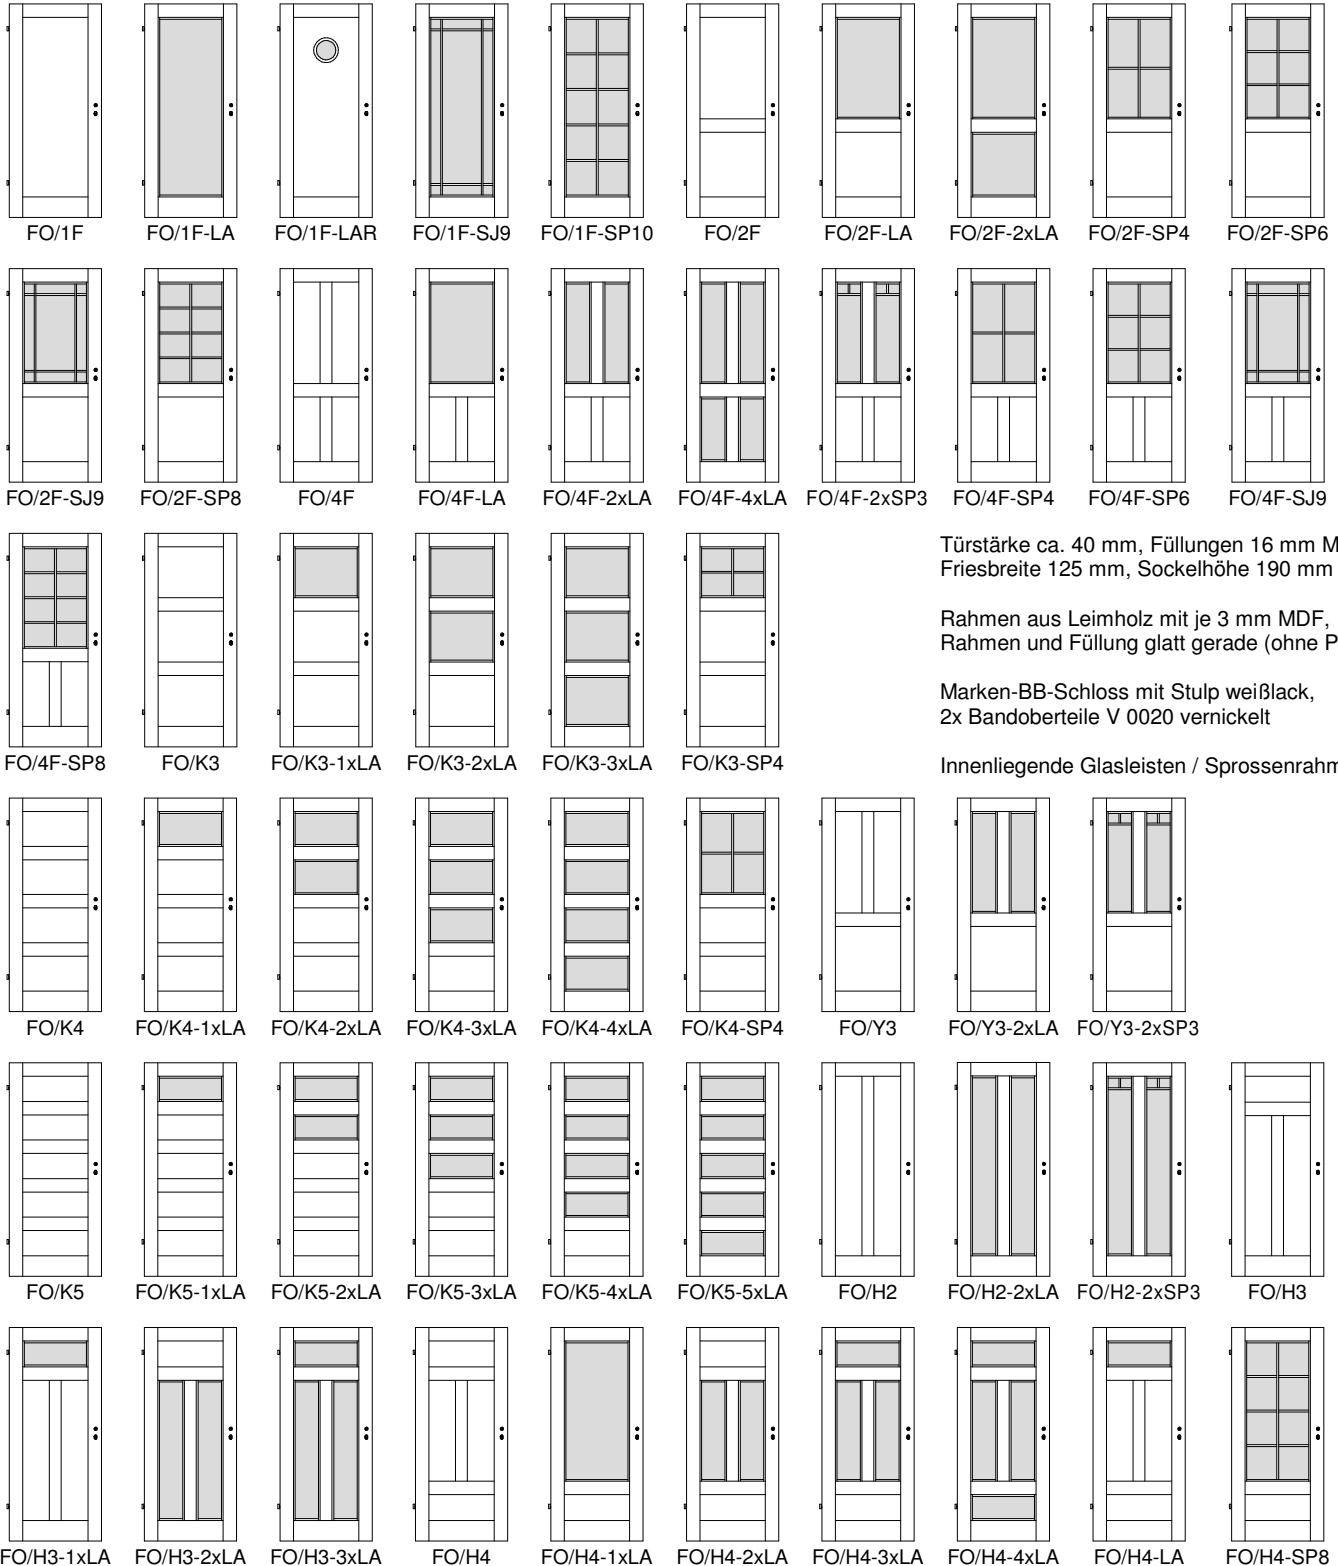 FO/1F FO/1F-LA FO/1F-LAR FO/1F-SJ9 FO/1F-SP10 FO/2F FO/2F-LA FO/2F-2xLA FO/2F-SP4 FO/2F-SP6
FO/2F-SJ9 FO/2F-SP8 FO/4F FO/4F-LA FO/4F-2xLA FO/4F-4xLA FO/4F-2xSP3 FO/4F-SP4 FO/4F-SP6 FO/4F-SJ9
FO/4F-SP8 FO/K3 FO/K3-1xLA FO/K3-2xLA FO/K3-3xLA FO/K3-SP4
Türstärke ca. 40 mm, Füllungen 16 mm M
Friesbreite 125 mm, Sockelhöhe 190 mm
Rahmen aus Leimholz mit je 3 mm MDF,
Rahmen und Füllung glatt gerade (ohne P
Marken-BB-Schloss mit Stulp weißlack,
2x Bandoberteile V 0020 vernickelt
Innenliegende Glasleisten / Sprossenrahm
FO/K4 FO/K4-1xLA FO/K4-2xLA FO/K4-3xLA FO/K4-4xLA FO/K4-SP4 FO/Y3 FO/Y3-2xLA FO/Y3-2xSP3
FO/K5 FO/K5-1xLA FO/K5-2xLA FO/K5-3xLA FO/K5-4xLA FO/K5-5xLA FO/H2 FO/H2-2xLA FO/H2-2xSP3 FO/H3
FO/H3-1xLA FO/H3-2xLA FO/H3-3xLA FO/H4 FO/H4-1xLA FO/H4-2xLA FO/H4-3xLA FO/H4-4xLA FO/H4-LA FO/H4-SP8